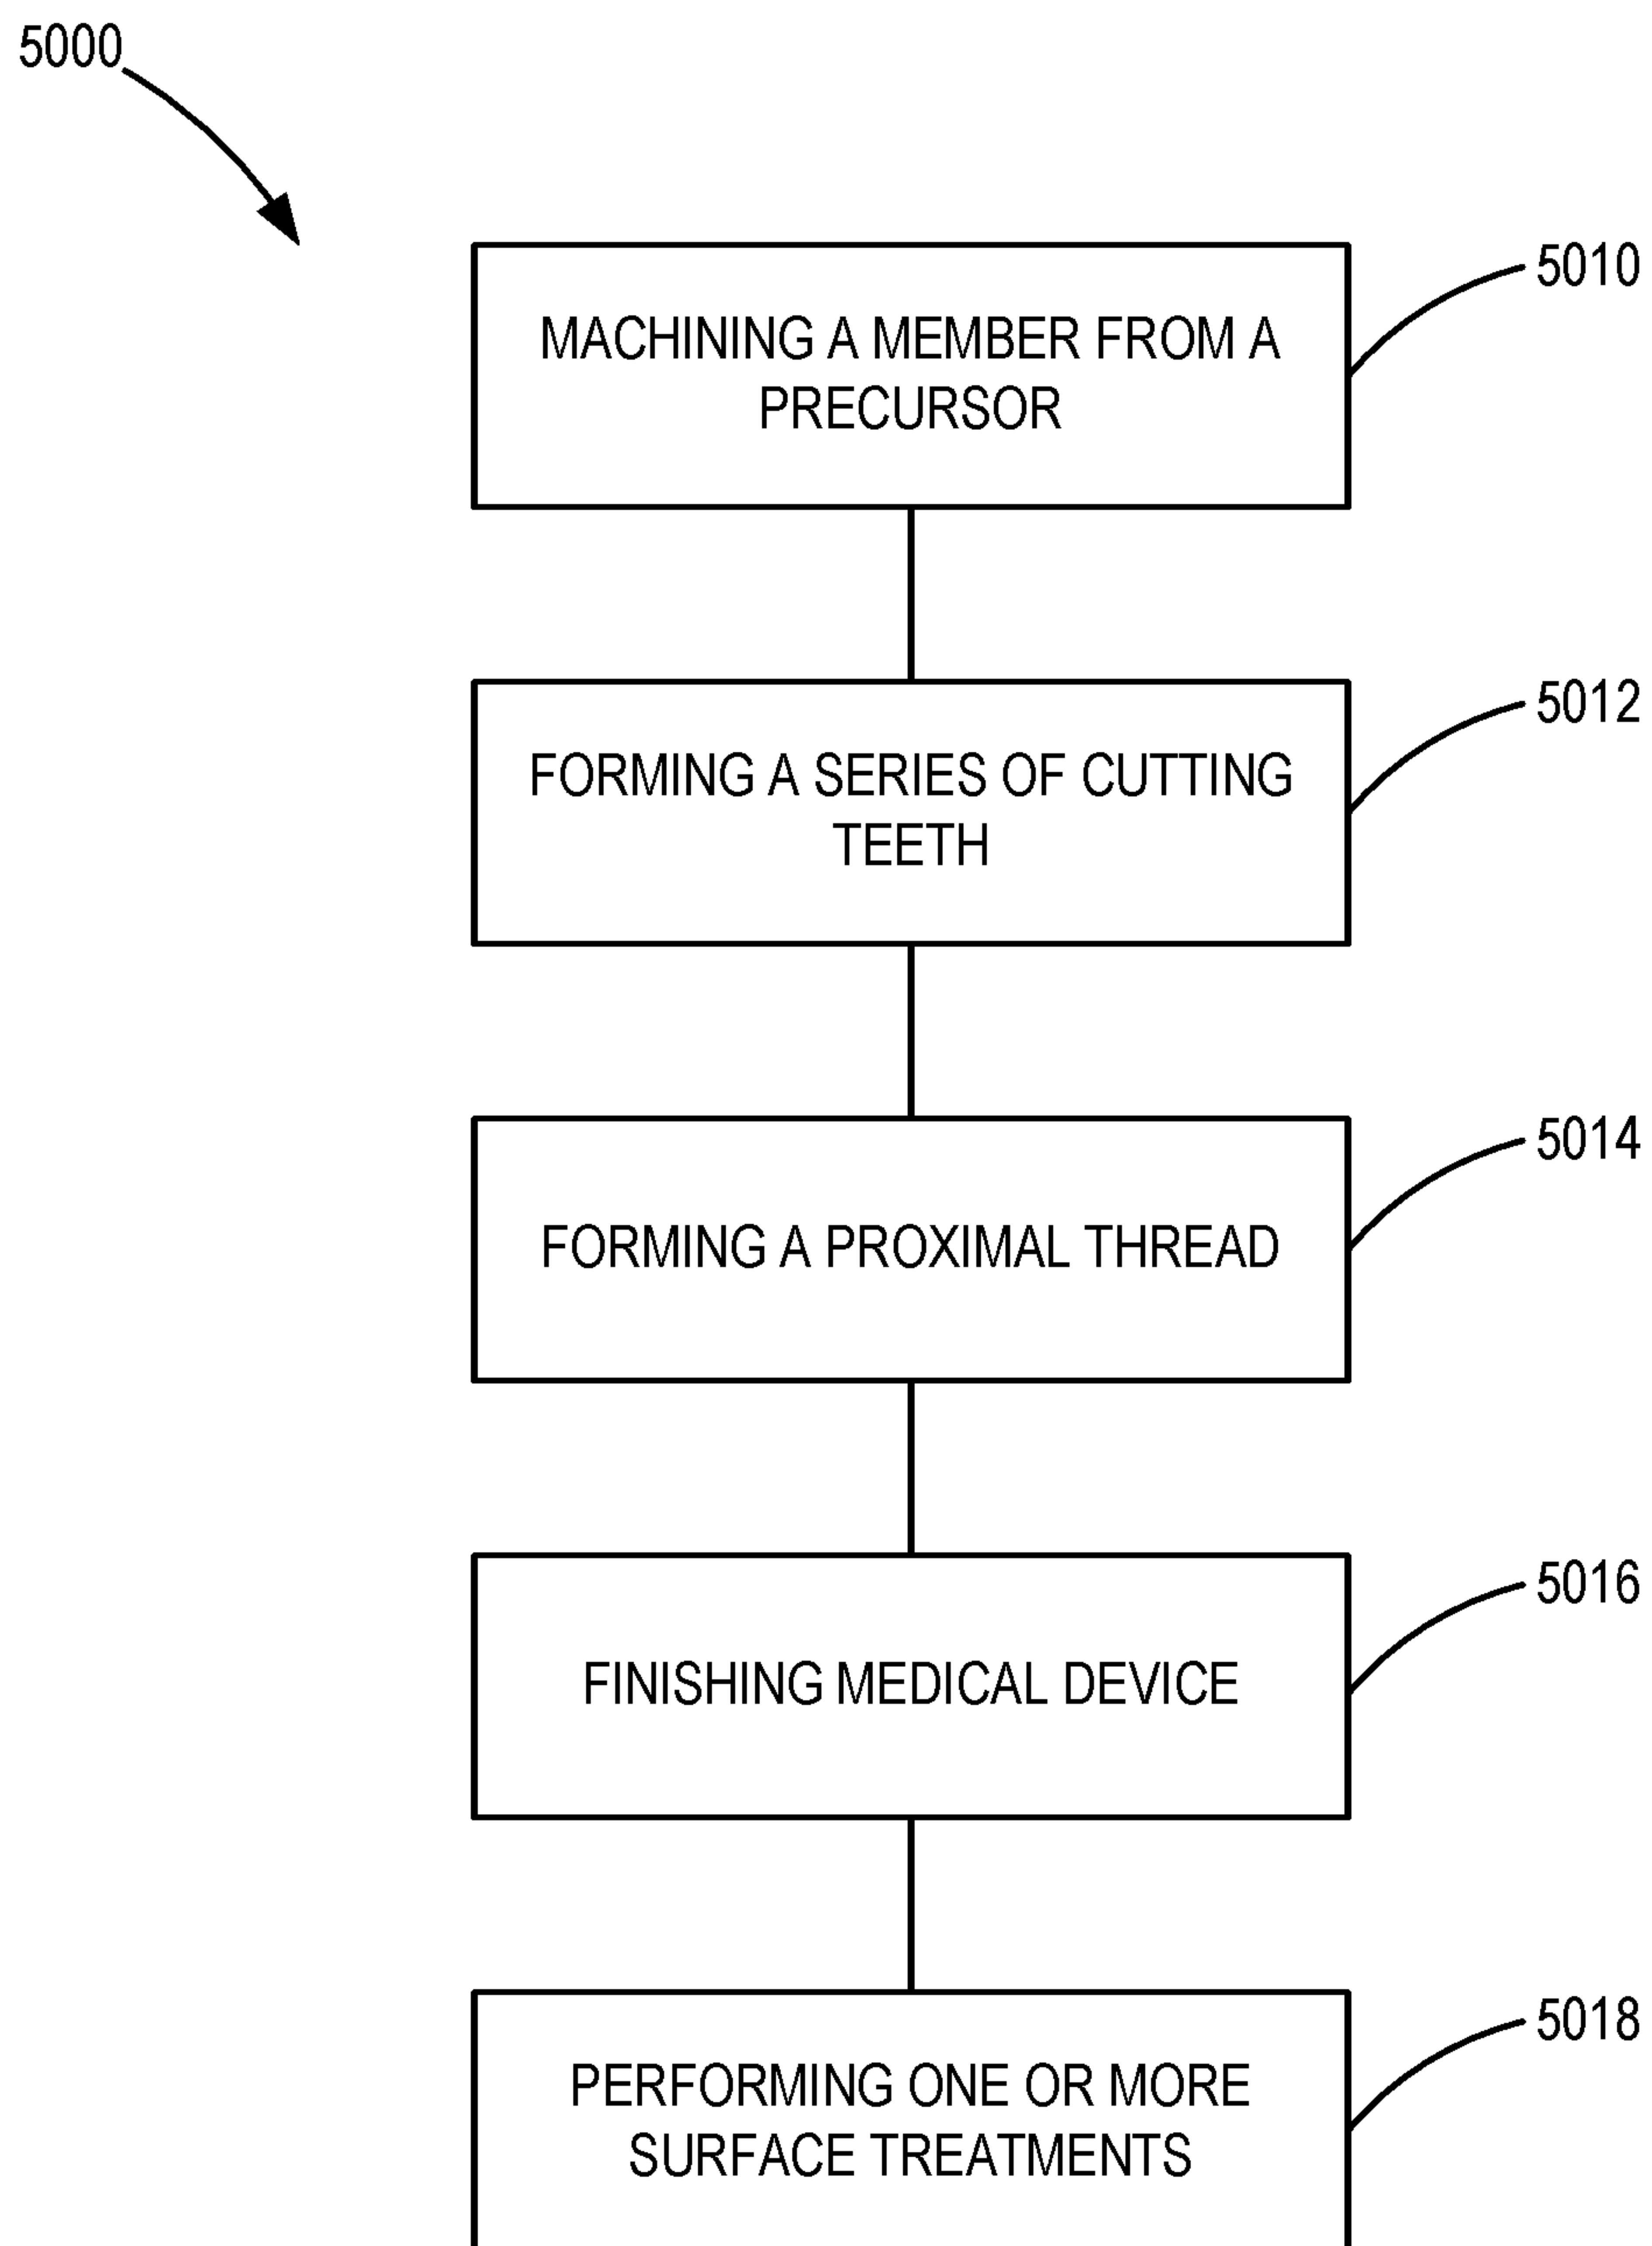 5000
5010
MACHINING A MEMBER FROM A
PRECURSOR
5012
FORMING A SERIES OF CUTTING
TEETH
5014
FORMING A PROXIMAL THREAD
5016
FINISHING MEDICAL DEVICE
5018
PERFORMING ONE OR MORE
SURFACE TREATMENTS